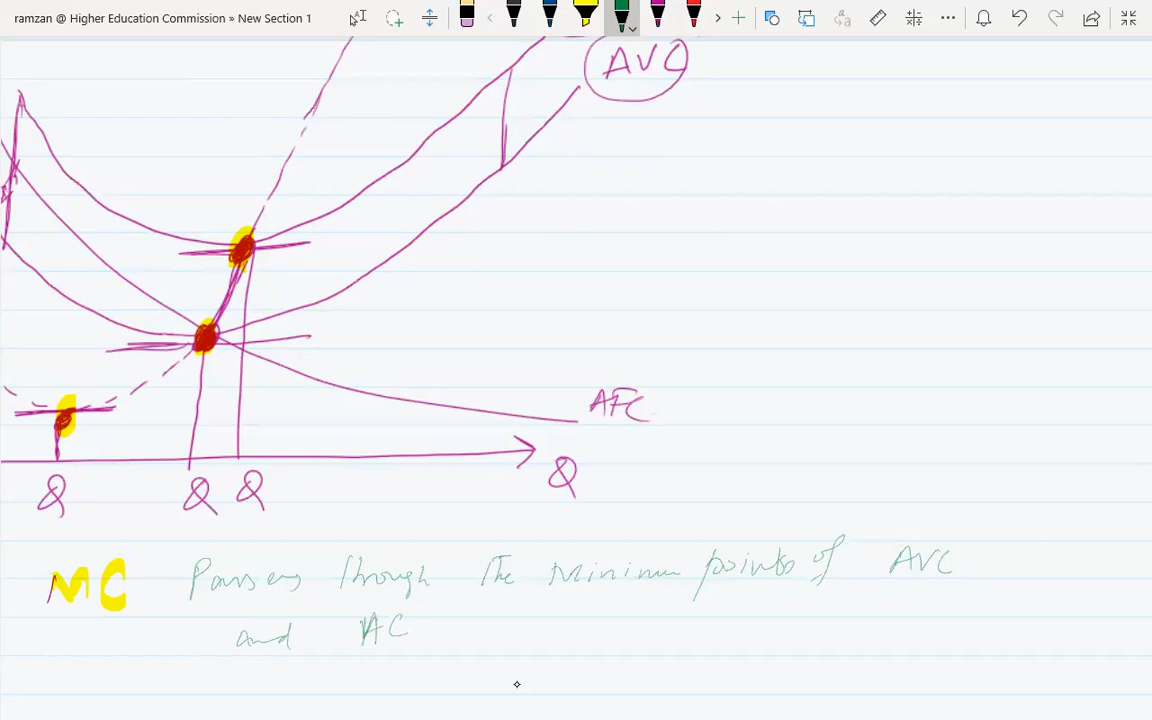 ramzan @ Higher Education Commission » New Section 1
AVC
AFC
Q Q Q Q
MC Passes through the Minimum points of AVC
and AC